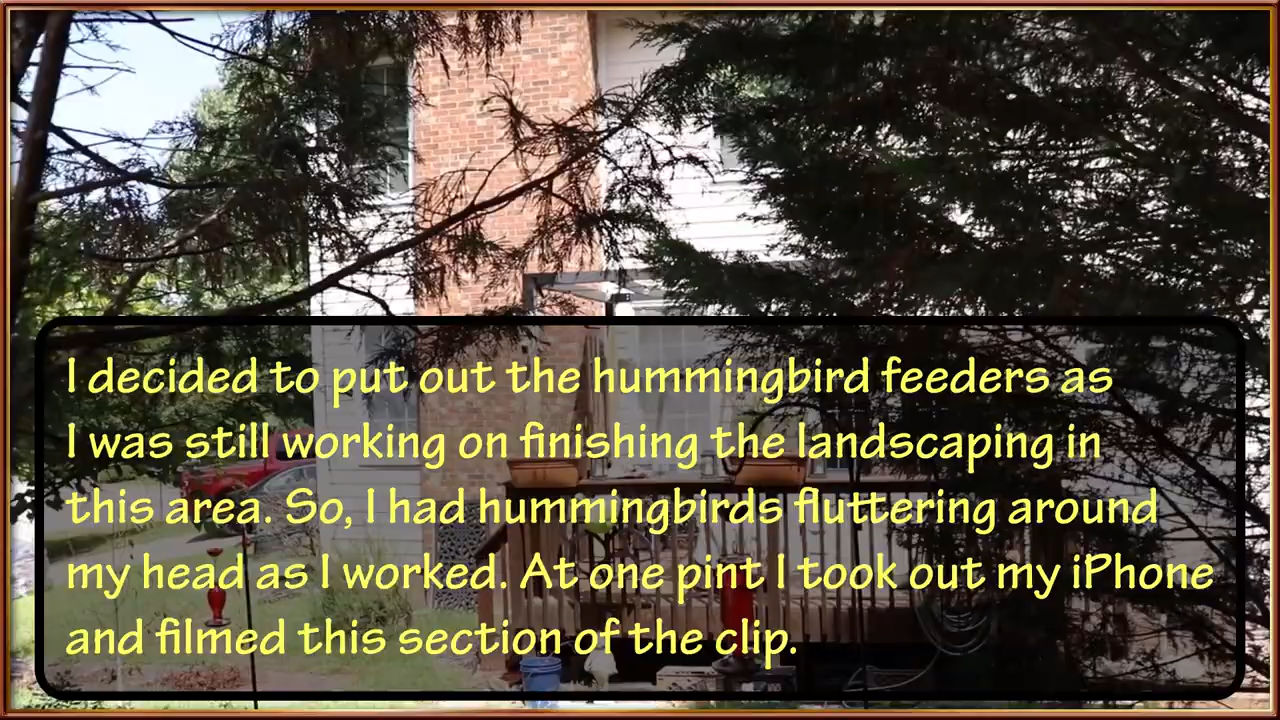 I decided to put out the hummingbird feeders as
I was still working on finishing the landscaping in
this area. So, I had hummingbirds fluttering around
my head as I worked. At one pint I took out my iPhone
and filmed this section of the clip.